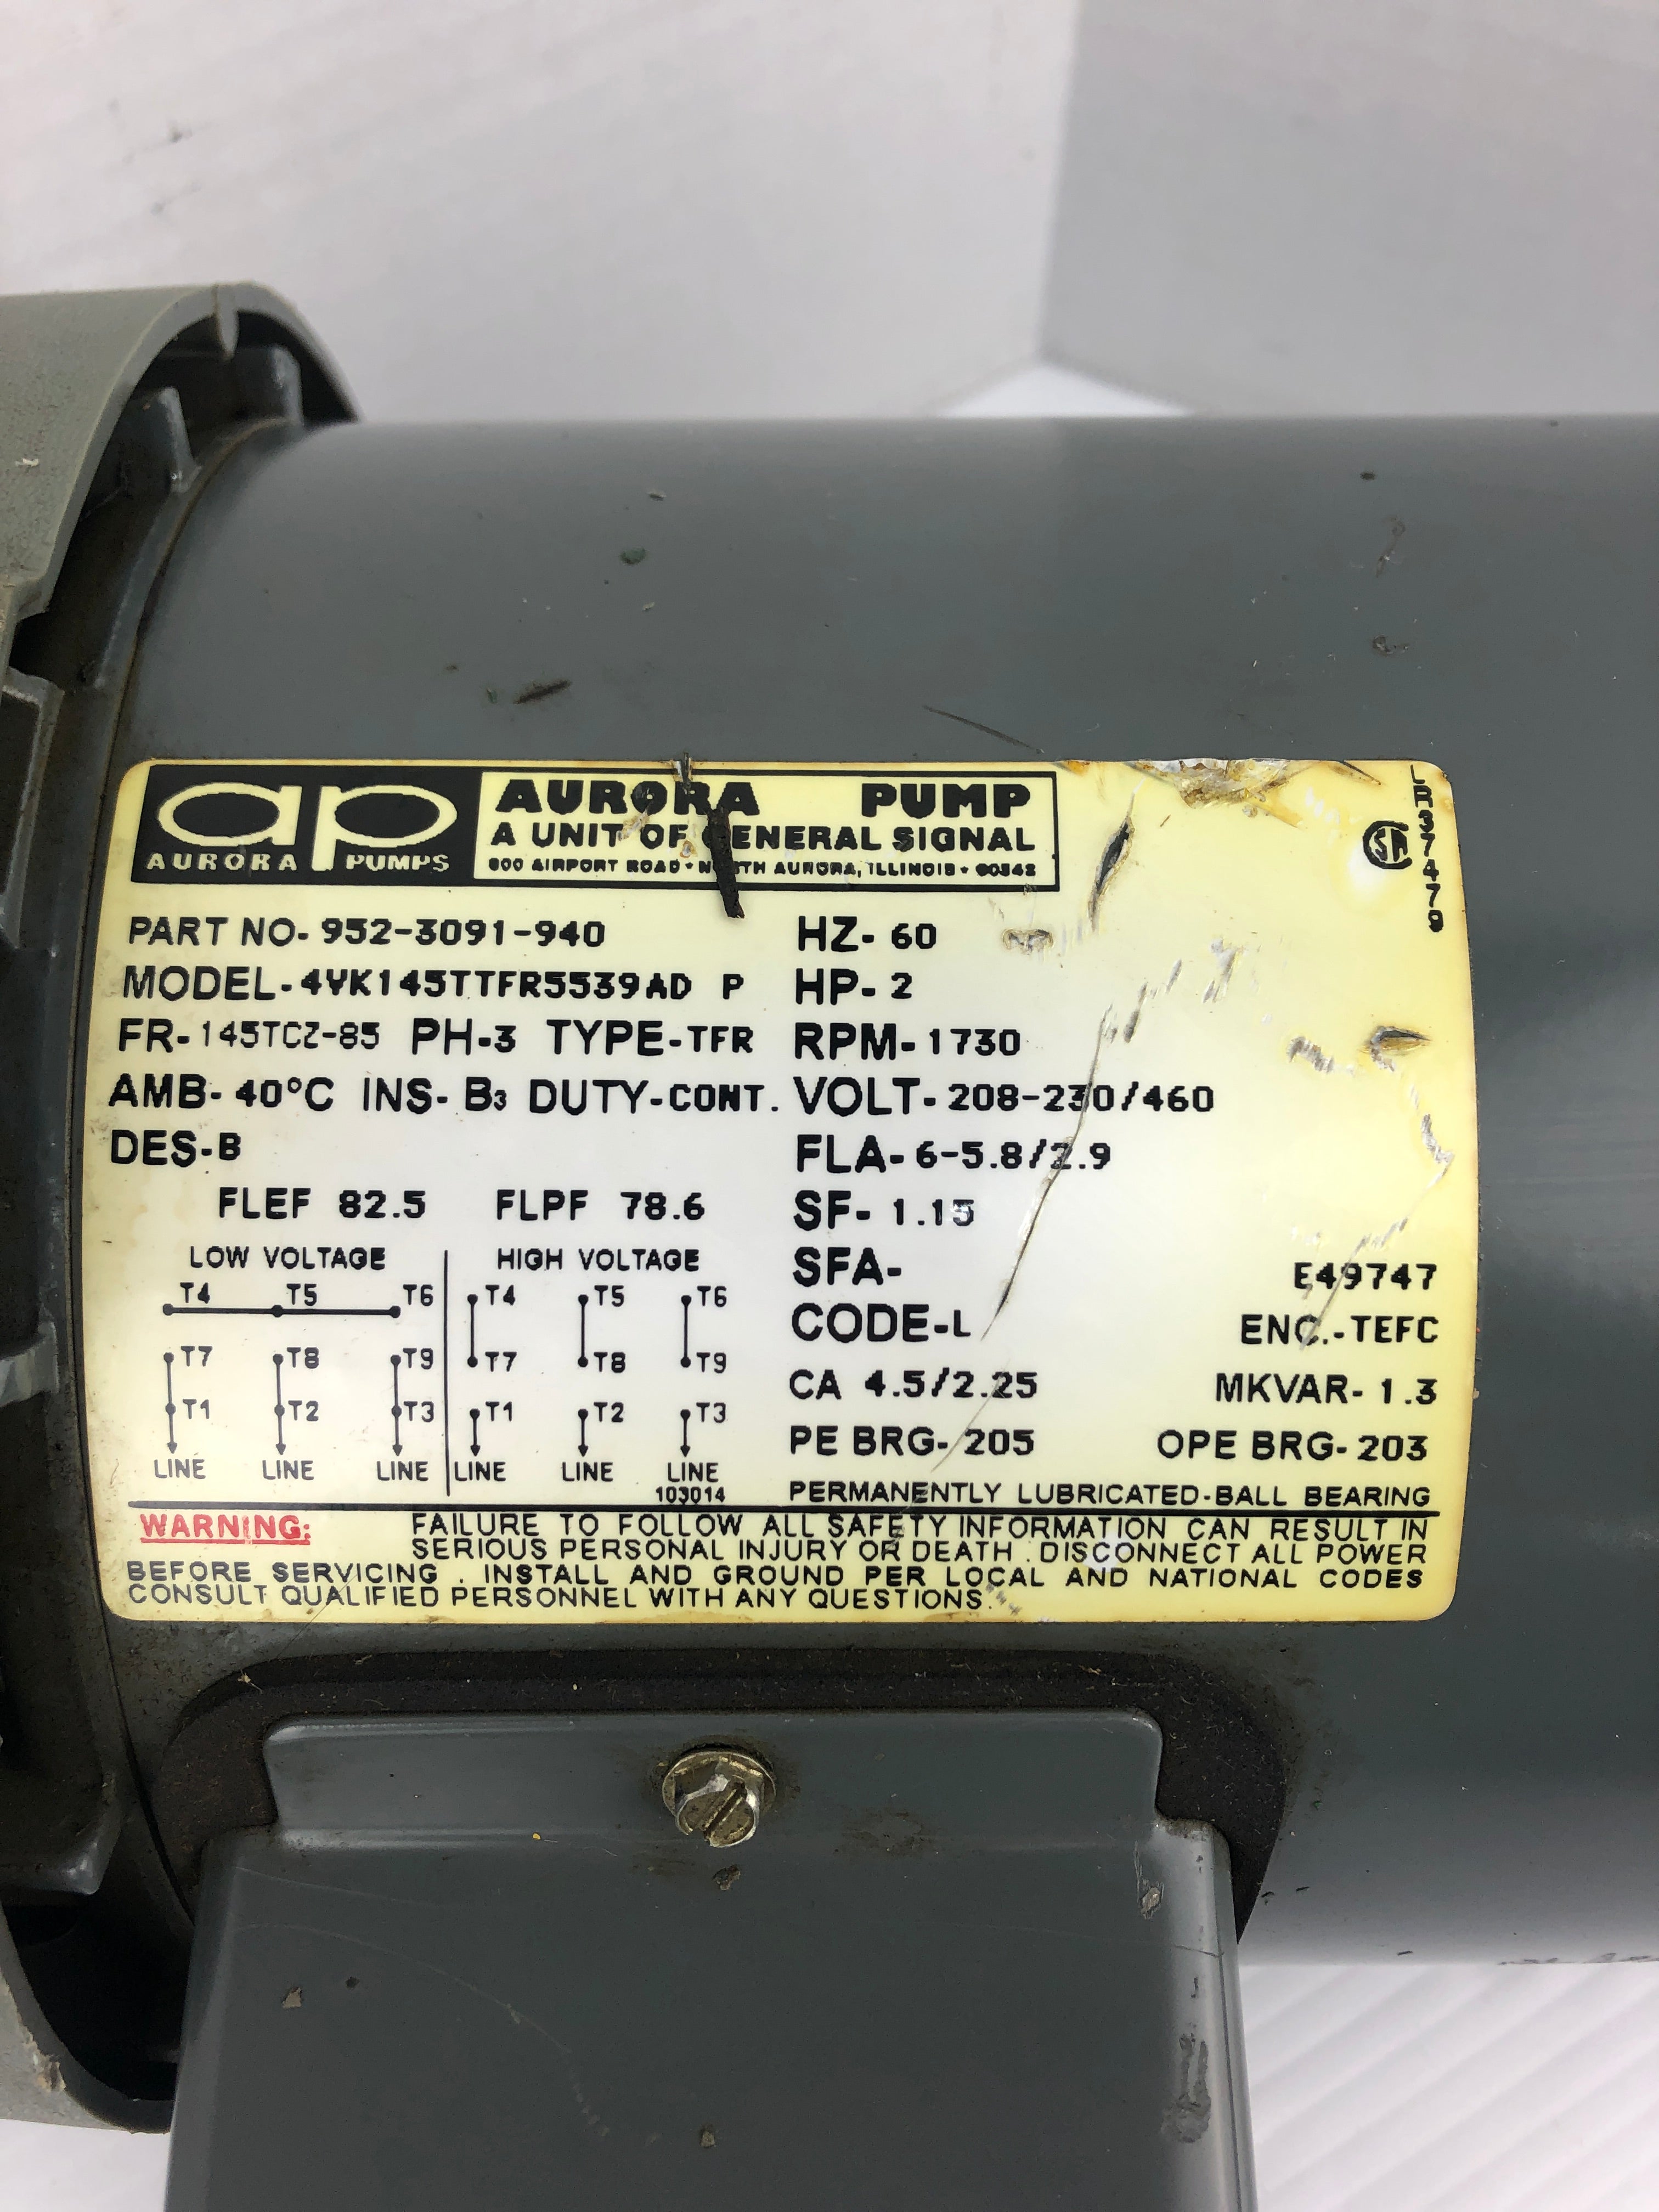 ap
AURORA PUMPS
AURORA PUMP
A UNIT OF GENERAL SIGNAL
800 AIRPORT ROAD • NORTH AURORA, ILLINOIS • 60542
LR37479
SA
PART NO- 952-3091-940
MODEL- 4VK145TTFR5539AD P
FR- 145TCZ-85 PH-3 TYPE-TFR
AMB- 40°C INS- B3 DUTY-CONT.
DES-B
FLEF 82.5 FLPF 78.6
HZ- 60
HP- 2
RPM- 1730
VOLT- 208-230/460
FLA- 6-5.8/2.9
SF- 1.15
SFA-
E49747
CODE-L
ENC.-TEFC
CA 4.5/2.25
MKVAR- 1.3
PE BRG- 205
OPE BRG- 203
PERMANENTLY LUBRICATED-BALL BEARING
LOW VOLTAGE
T4 T5 T6
T7 T8 T9
T1 T2 T3
LINE LINE LINE
HIGH VOLTAGE
T4 T5 T6
T7 T8 T9
T1 T2 T3
LINE LINE LINE
103014
WARNING: FAILURE TO FOLLOW ALL SAFETY INFORMATION CAN RESULT IN
SERIOUS PERSONAL INJURY OR DEATH . DISCONNECT ALL POWER
BEFORE SERVICING . INSTALL AND GROUND PER LOCAL AND NATIONAL CODES
CONSULT QUALIFIED PERSONNEL WITH ANY QUESTIONS.